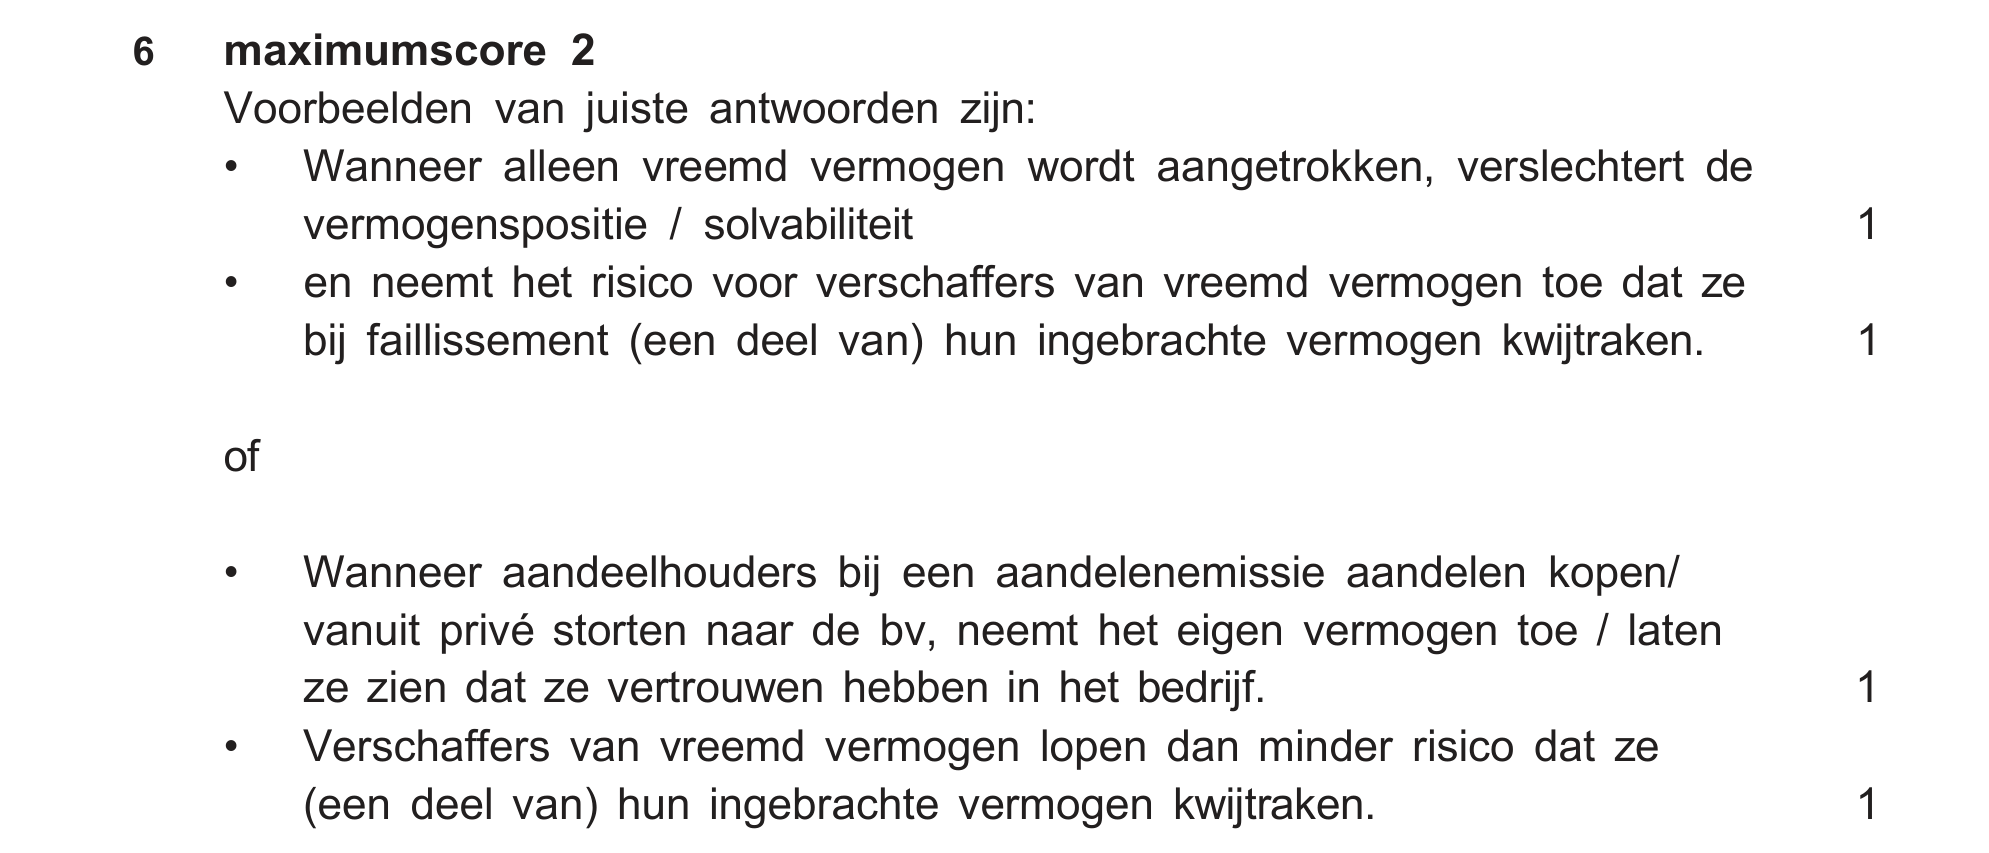 6 maximumscore 2
Voorbeelden van juiste antwoorden zijn:
• Wanneer alleen vreemd vermogen wordt aangetrokken, verslechtert de
vermogenspositie / solvabiliteit 1
• en neemt het risico voor verschaffers van vreemd vermogen toe dat ze
bij faillissement (een deel van) hun ingebrachte vermogen kwijtraken. 1
of
• Wanneer aandeelhouders bij een aandelenemissie aandelen kopen/
vanuit privé storten naar de bv, neemt het eigen vermogen toe / laten
ze zien dat ze vertrouwen hebben in het bedrijf. 1
• Verschaffers van vreemd vermogen lopen dan minder risico dat ze
(een deel van) hun ingebrachte vermogen kwijtraken. 1